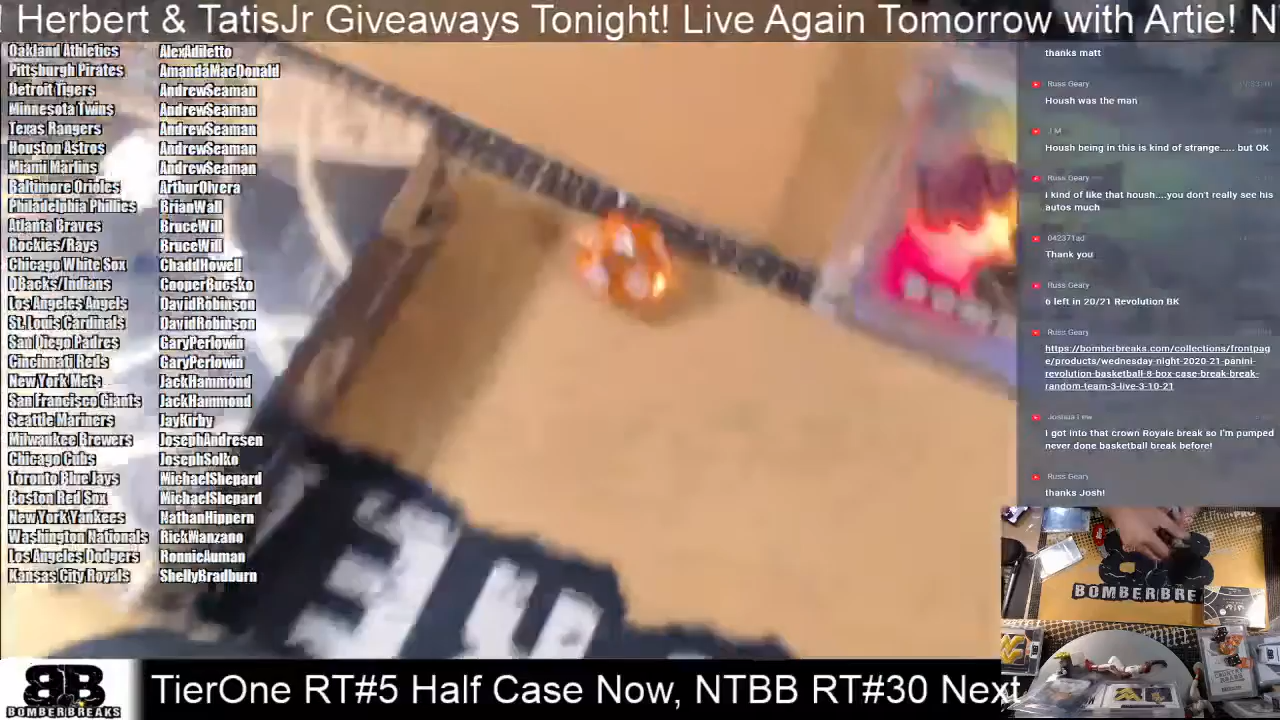 Herbert & TatisJr Giveaways Tonight! Live Again Tomorrow with Artie!
Oakland Athletics AlexAdiletto
Pittsburgh Pirates AmandaMacDonald
Detroit Tigers AndrewSeaman
Minnesota Twins AndrewSeaman
Texas Rangers AndrewSeaman
Houston Astros AndrewSeaman
Miami Marlins AndrewSeaman
Baltimore Orioles ArthurOlvera
Philadelphia Phillies BrianWall
Atlanta Braves BruceWill
Rockies/Rays BruceWill
Chicago White Sox ChaddHowell
DBacks/Indians CooperBucsko
Los Angeles Angels DavidRobinson
St. Louis Cardinals DavidRobinson
San Diego Padres GaryPerlowin
Cincinnati Reds GaryPerlowin
New York Mets JackHammond
San Francisco Giants JackHammond
Seattle Mariners JayKirby
Milwaukee Brewers JosephAndresen
Chicago Cubs JosephSolko
Toronto Blue Jays MichaelShepard
Boston Red Sox MichaelShepard
New York Yankees NathanHippern
Washington Nationals RickManzano
Los Angeles Dodgers RonnieAuman
Kansas City Royals ShellyBradburn
thanks matt
Russ Geary
Housh was the man
J M
Housh being in this is kind of strange..... but OK
Russ Geary
i kind of like that housh....you don't really see his
autos much
042371ad
Thank you
Russ Geary
6 left in 20/21 Revolution BK
Russ Geary
https://bomberbreaks.com/collections/frontpag
e/products/wednesday-night-2020-21-panini-
revolution-basketball-8-box-case-break-break-
random-team-3-live-3-10-21
I got into that crown Royale break so I'm pumped
never done basketball break before!
Russ Geary
thanks Josh!
BOMBERBRE
BB
BOMBERBREAKS
TierOne RT#5 Half Case Now, NTBB RT#30 Next